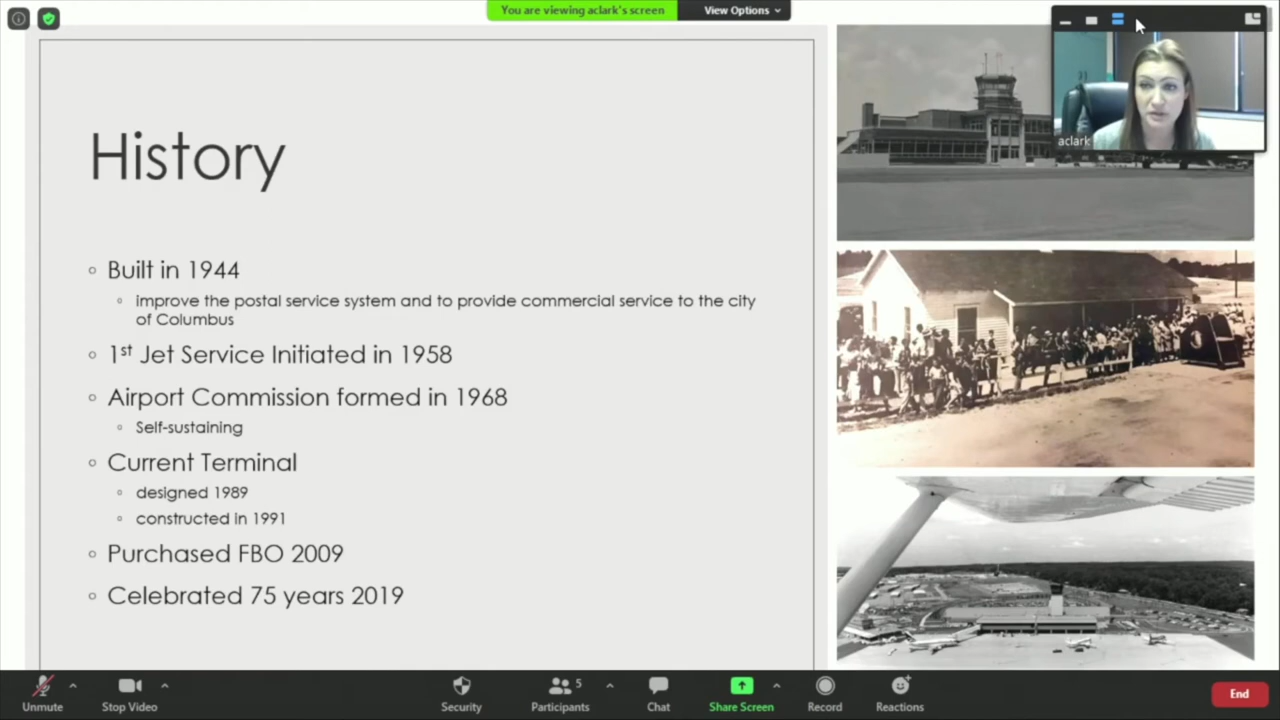 You are viewing aclark's screen
View Options
aclark
History
Built in 1944
improve the postal service system and to provide commercial service to the city
of Columbus
1st Jet Service Initiated in 1958
Airport Commission formed in 1968
Self-sustaining
Current Terminal
designed 1989
constructed in 1991
Purchased FBO 2009
Celebrated 75 years 2019
Unmute
Stop Video
Security
Participants
5
Chat
Share Screen
Record
Reactions
End